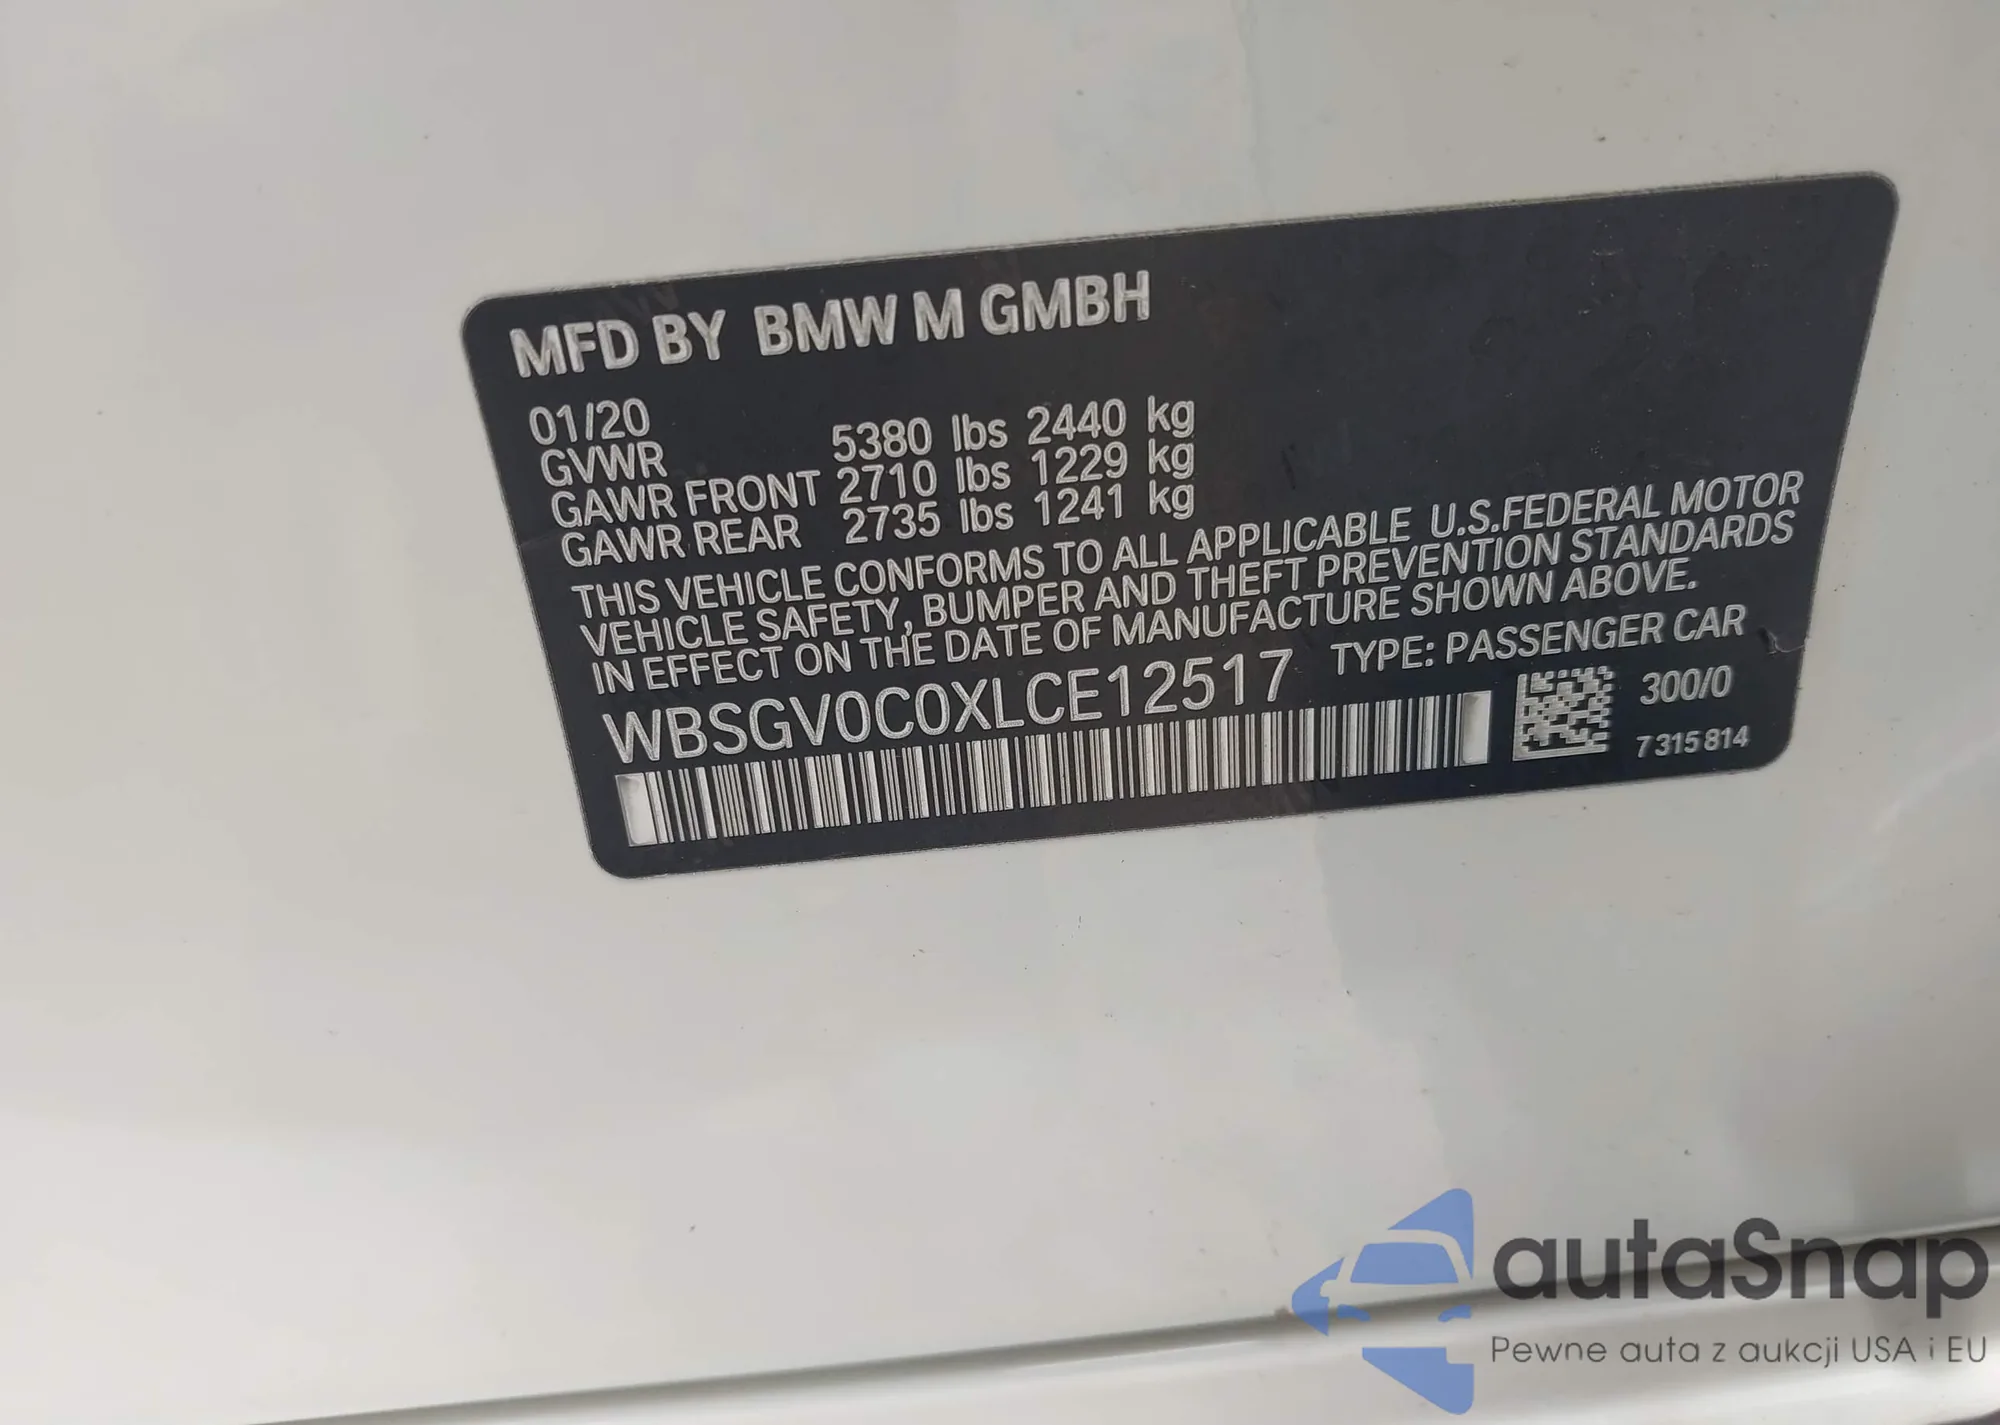 MFD BY BMW M GMBH
01/20
GVWR 5380 lbs 2440 kg
GAWR FRONT 2710 lbs 1229 kg
GAWR REAR 2735 lbs 1241 kg
THIS VEHICLE CONFORMS TO ALL APPLICABLE U.S.FEDERAL MOTOR
VEHICLE SAFETY, BUMPER AND THEFT PREVENTION STANDARDS
IN EFFECT ON THE DATE OF MANUFACTURE SHOWN ABOVE.
WBSGV0C0XLCE12517 TYPE: PASSENGER CAR
300/0
7315814
autaSnap
Pewne auta z aukcji USA i EU